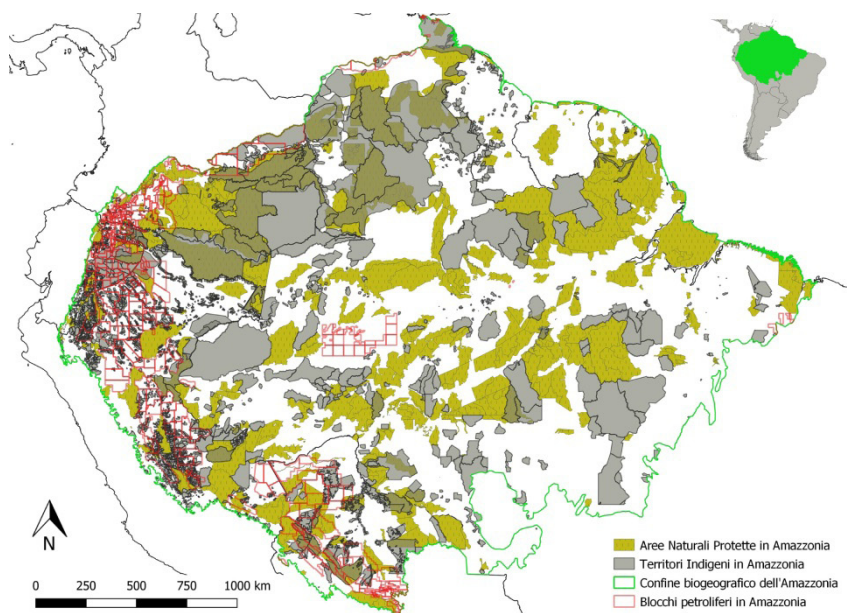 N
0 250 500 750 1000 km
Aree Naturali Protette in Amazzonia
Territori Indigeni in Amazzonia
Confine biogeografico dell'Amazzonia
Blocchi petroliferi in Amazzonia